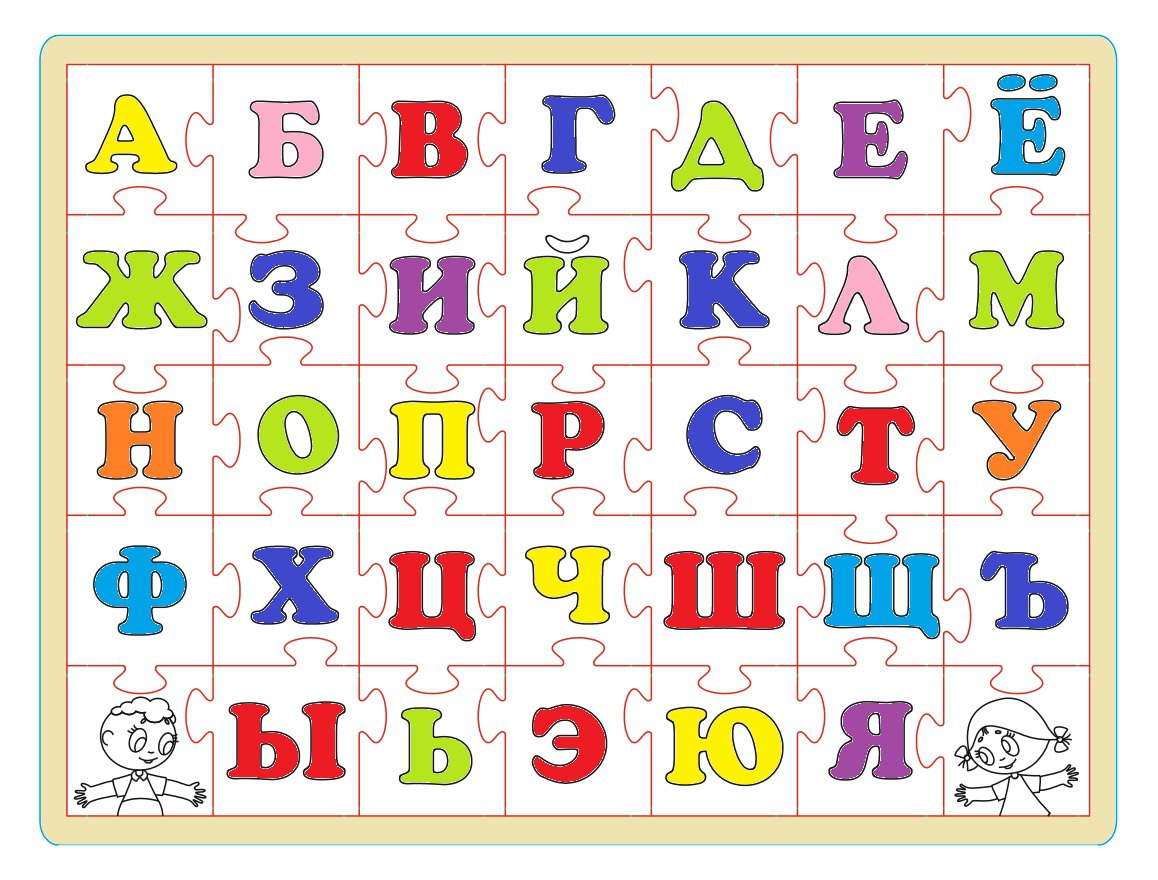 А Б В Г Д Е Ё
Ж З И Й К Л М
Н О П Р С Т У
Ф Х Ц Ч Ш Щ Ъ
Ы Ь Э Ю Я